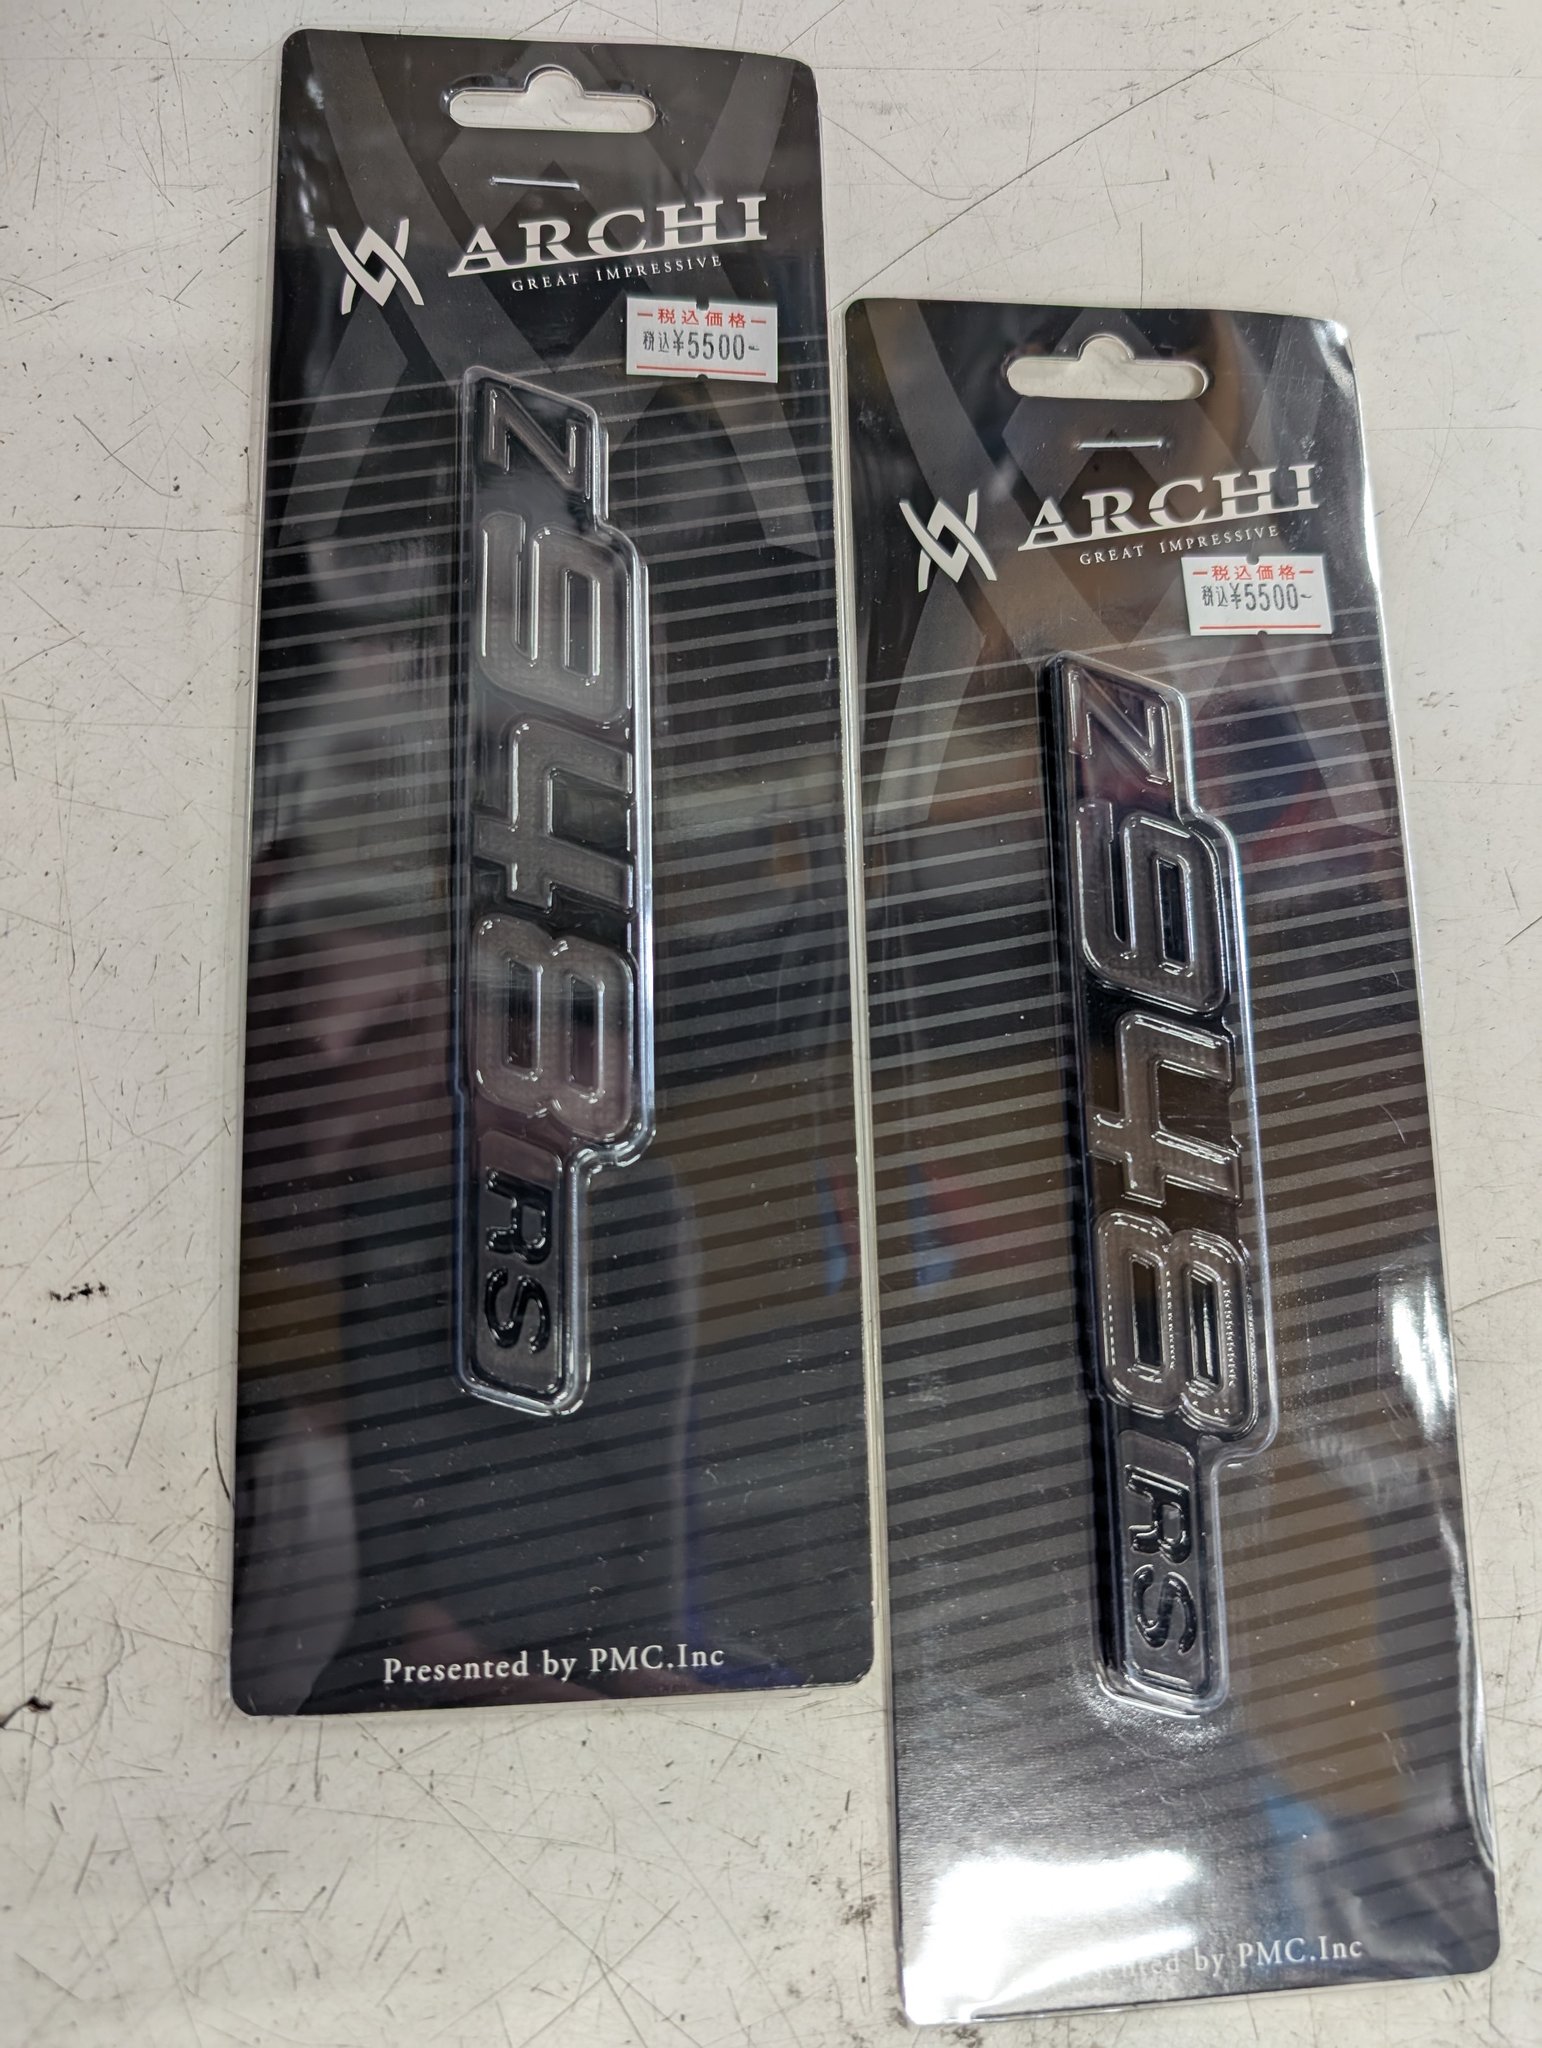 ARCHI
GREAT IMPRESSIVE
税込価格
税込¥5500-
Z948RS
Presented by PMC.Inc
ARCHI
GREAT IMPRESSIVE
税込価格
税込¥5500-
Z948RS
by PMC.Inc